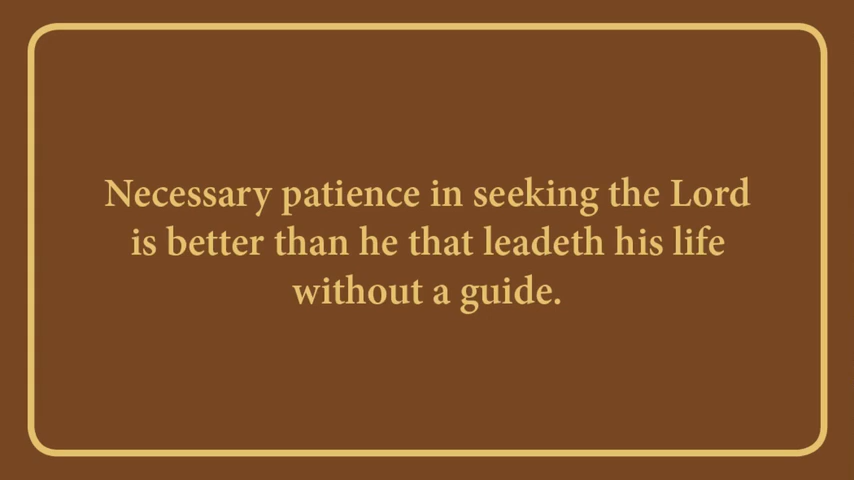 Necessary patience in seeking the Lord
is better than he that leadeth his life
without a guide.